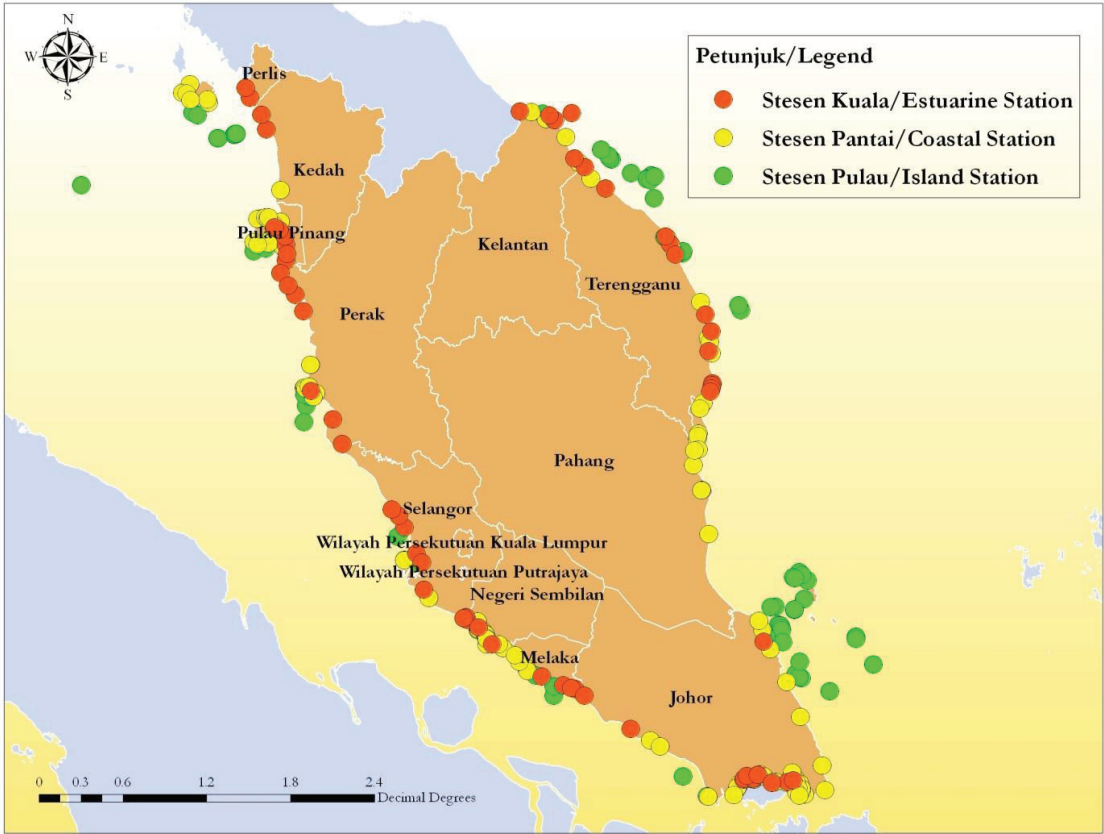 N
W E
S
Petunjuk/Legend
Stesen Kuala/Estuarine Station
Stesen Pantai/Coastal Station
Stesen Pulau/Island Station
Perlis
Kedah
Pulau Pinang
Kelantan
Terengganu
Perak
Pahang
Selangor
Wilayah Persekutuan Kuala Lumpur
Wilayah Persekutuan Putrajaya
Negeri Sembilan
Melaka
Johor
0 0.3 0.6 1.2 1.8 2.4
Decimal Degrees